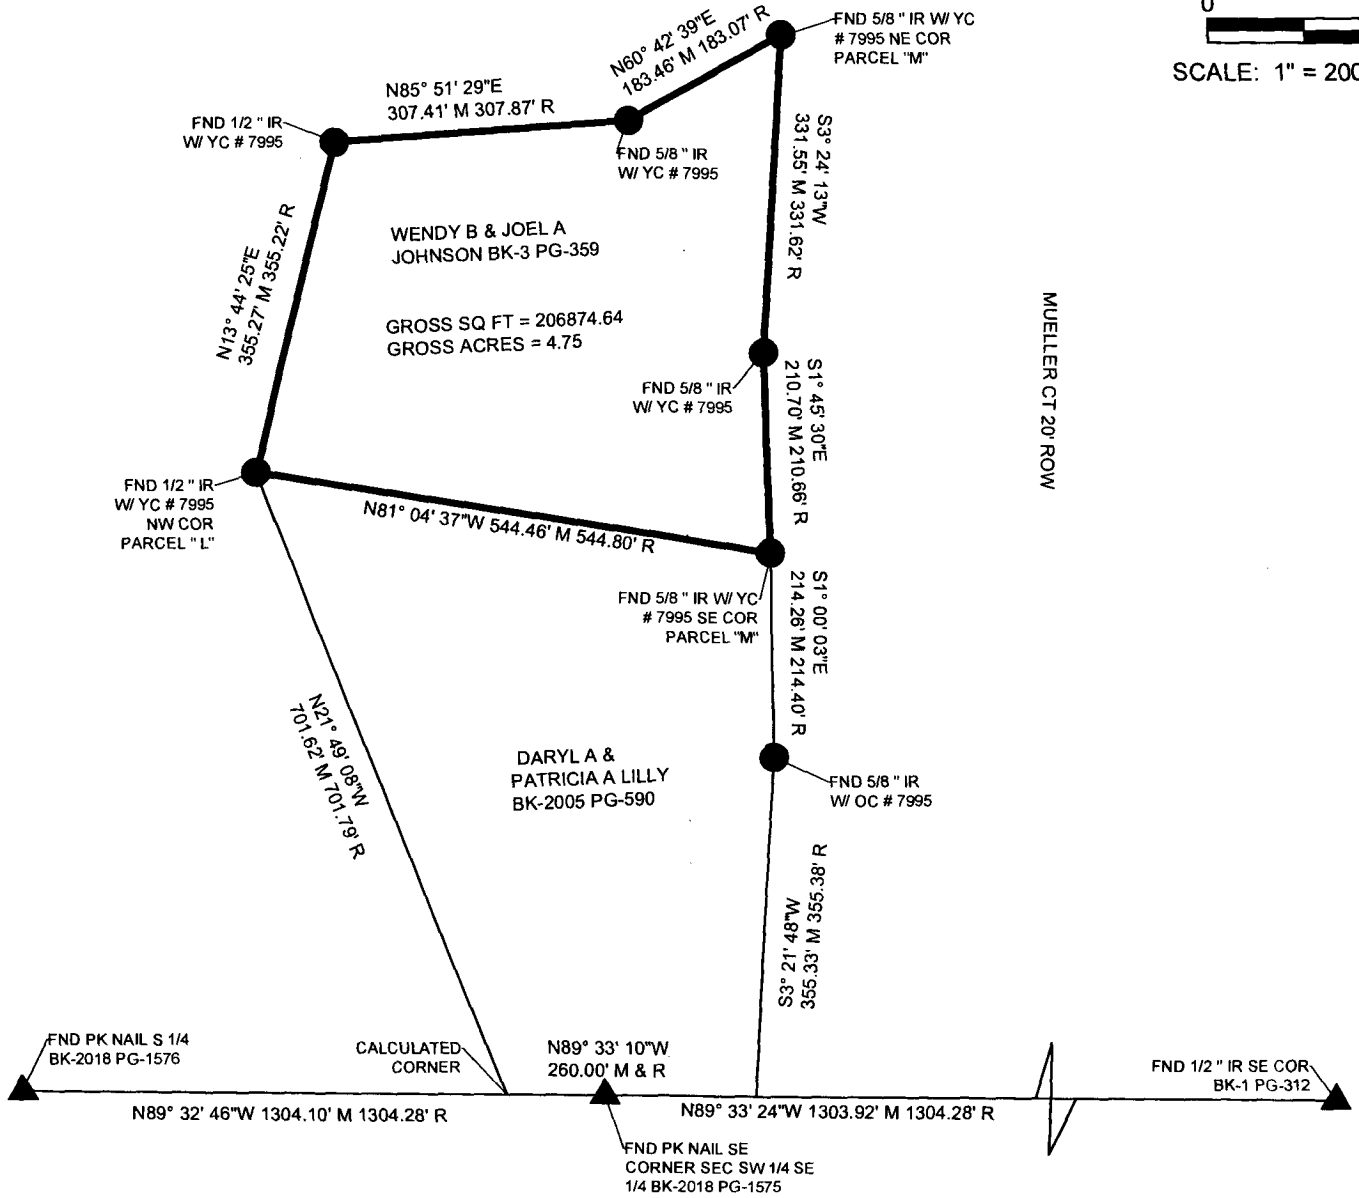 0
SCALE: 1" = 200
FND 5/8 " IR W/ YC
# 7995 NE COR
PARCEL "M"
N60° 42' 39"E
183.46' M 183.07' R
N85° 51' 29"E
307.41' M 307.87' R
FND 1/2 " IR
W/ YC # 7995
FND 5/8 " IR
W/ YC # 7995
S3° 24' 13"W
331.55' M 331.62' R
N13° 44' 25"E
355.27' M 355.22' R
WENDY B & JOEL A
JOHNSON BK-3 PG-359
GROSS SQ FT = 206874.64
GROSS ACRES = 4.75
MUELLER CT 20' ROW
FND 5/8 " IR
W/ YC # 7995
S1° 45' 30"E
210.70' M 210.66' R
FND 1/2 " IR
W/ YC # 7995
NW COR
PARCEL " L"
N81° 04' 37"W 544.46' M 544.80' R
FND 5/8 " IR W/ YC
# 7995 SE COR
PARCEL "M"
S1° 00' 03"E
214.26' M 214.40' R
N21° 49' 08"W
701.62' M 701.79' R
DARYL A &
PATRICIA A LILLY
BK-2005 PG-590
FND 5/8 " IR
W/ OC # 7995
S3° 21' 48"W
355.33' M 355.38' R
FND PK NAIL S 1/4
BK-2018 PG-1576
CALCULATED
CORNER
N89° 33' 10"W
260.00' M & R
FND 1/2 " IR SE COR
BK-1 PG-312
N89° 32' 46"W 1304.10' M 1304.28' R
N89° 33' 24"W 1303.92' M 1304.28' R
FND PK NAIL SE
CORNER SEC SW 1/4 SE
1/4 BK-2018 PG-1575